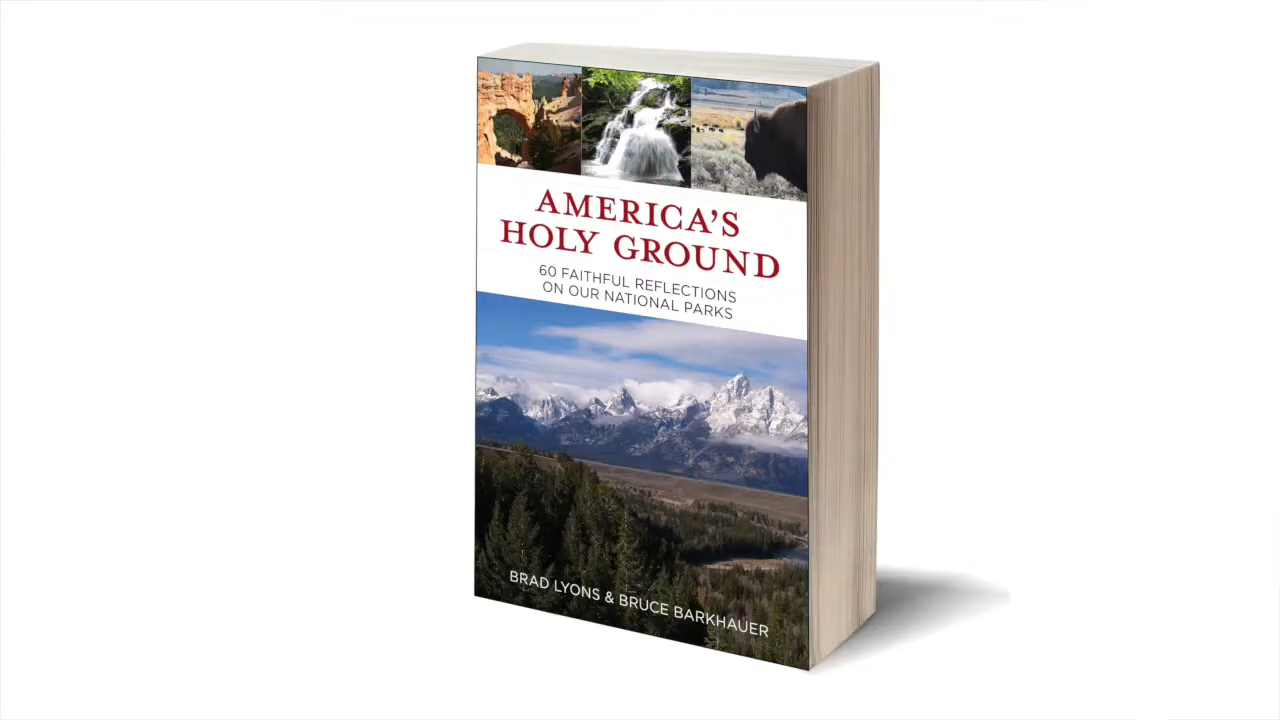 AMERICA'S
HOLY GROUND
60 FAITHFUL REFLECTIONS
ON OUR NATIONAL PARKS
BRAD LYONS & BRUCE BARKHAUER